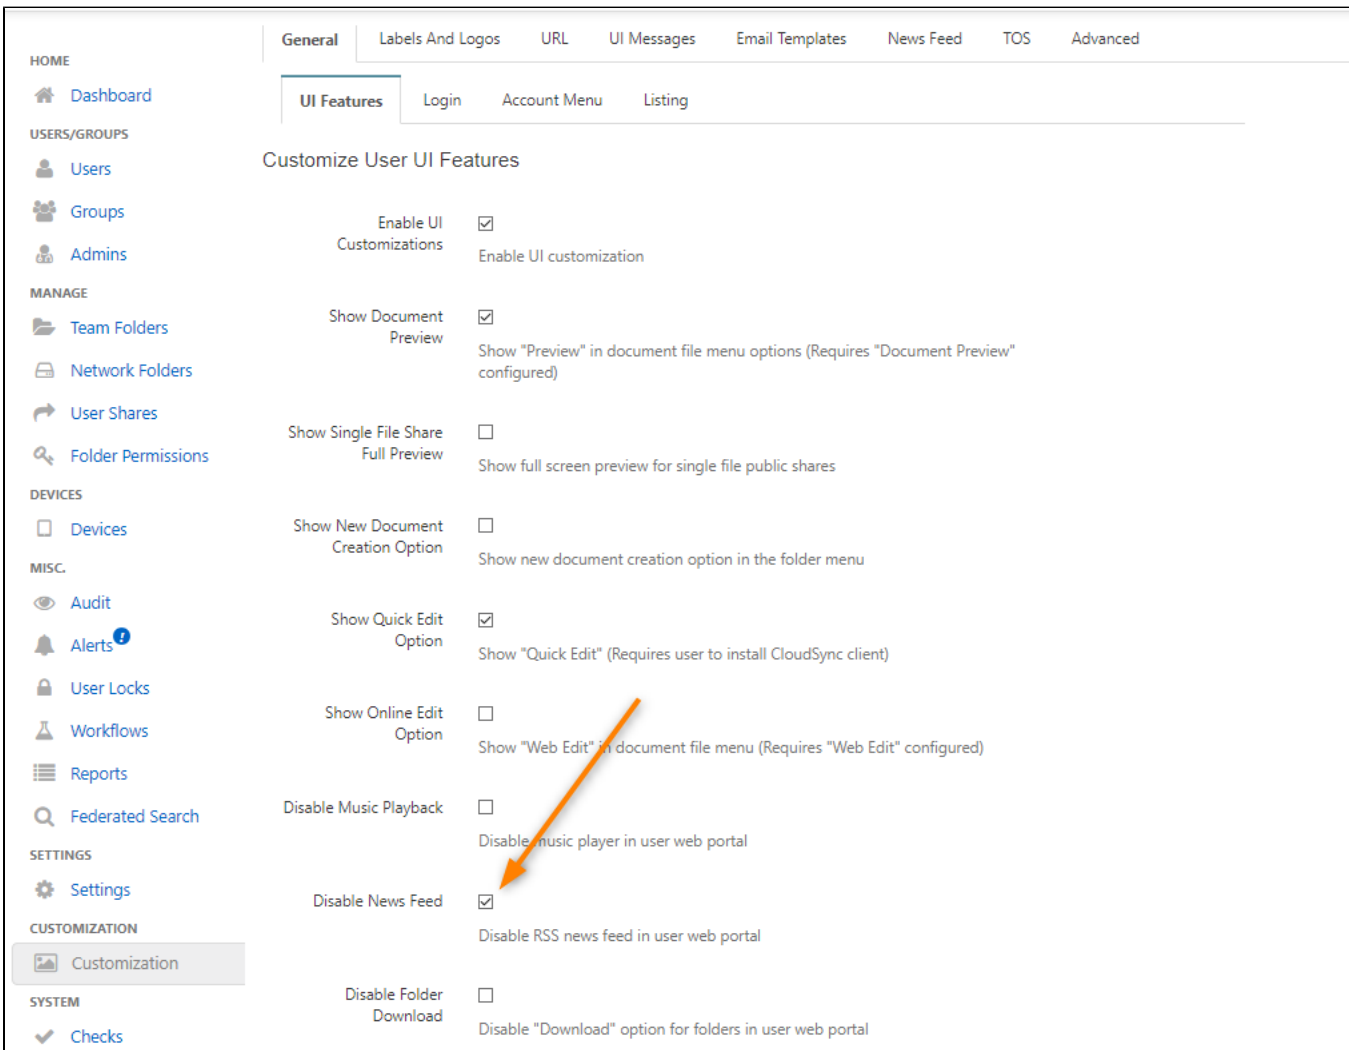 HOME
Dashboard
USERS/GROUPS
Users
Groups
Admins
MANAGE
Team Folders
Network Folders
User Shares
Folder Permissions
DEVICES
Devices
MISC.
Audit
Alerts !
User Locks
Workflows
Reports
Federated Search
SETTINGS
Settings
CUSTOMIZATION
Customization
SYSTEM
Checks
General Labels And Logos URL UI Messages Email Templates News Feed TOS Advanced
UI Features Login Account Menu Listing
Customize User UI Features
Enable UI
Customizations
Enable UI customization
Show Document
Preview
Show "Preview" in document file menu options (Requires "Document Preview"
configured)
Show Single File Share
Full Preview
Show full screen preview for single file public shares
Show New Document
Creation Option
Show new document creation option in the folder menu
Show Quick Edit
Option
Show "Quick Edit" (Requires user to install CloudSync client)
Show Online Edit
Option
Show "Web Edit" in document file menu (Requires "Web Edit" configured)
Disable Music Playback
Disable music player in user web portal
Disable News Feed
Disable RSS news feed in user web portal
Disable Folder
Download
Disable "Download" option for folders in user web portal